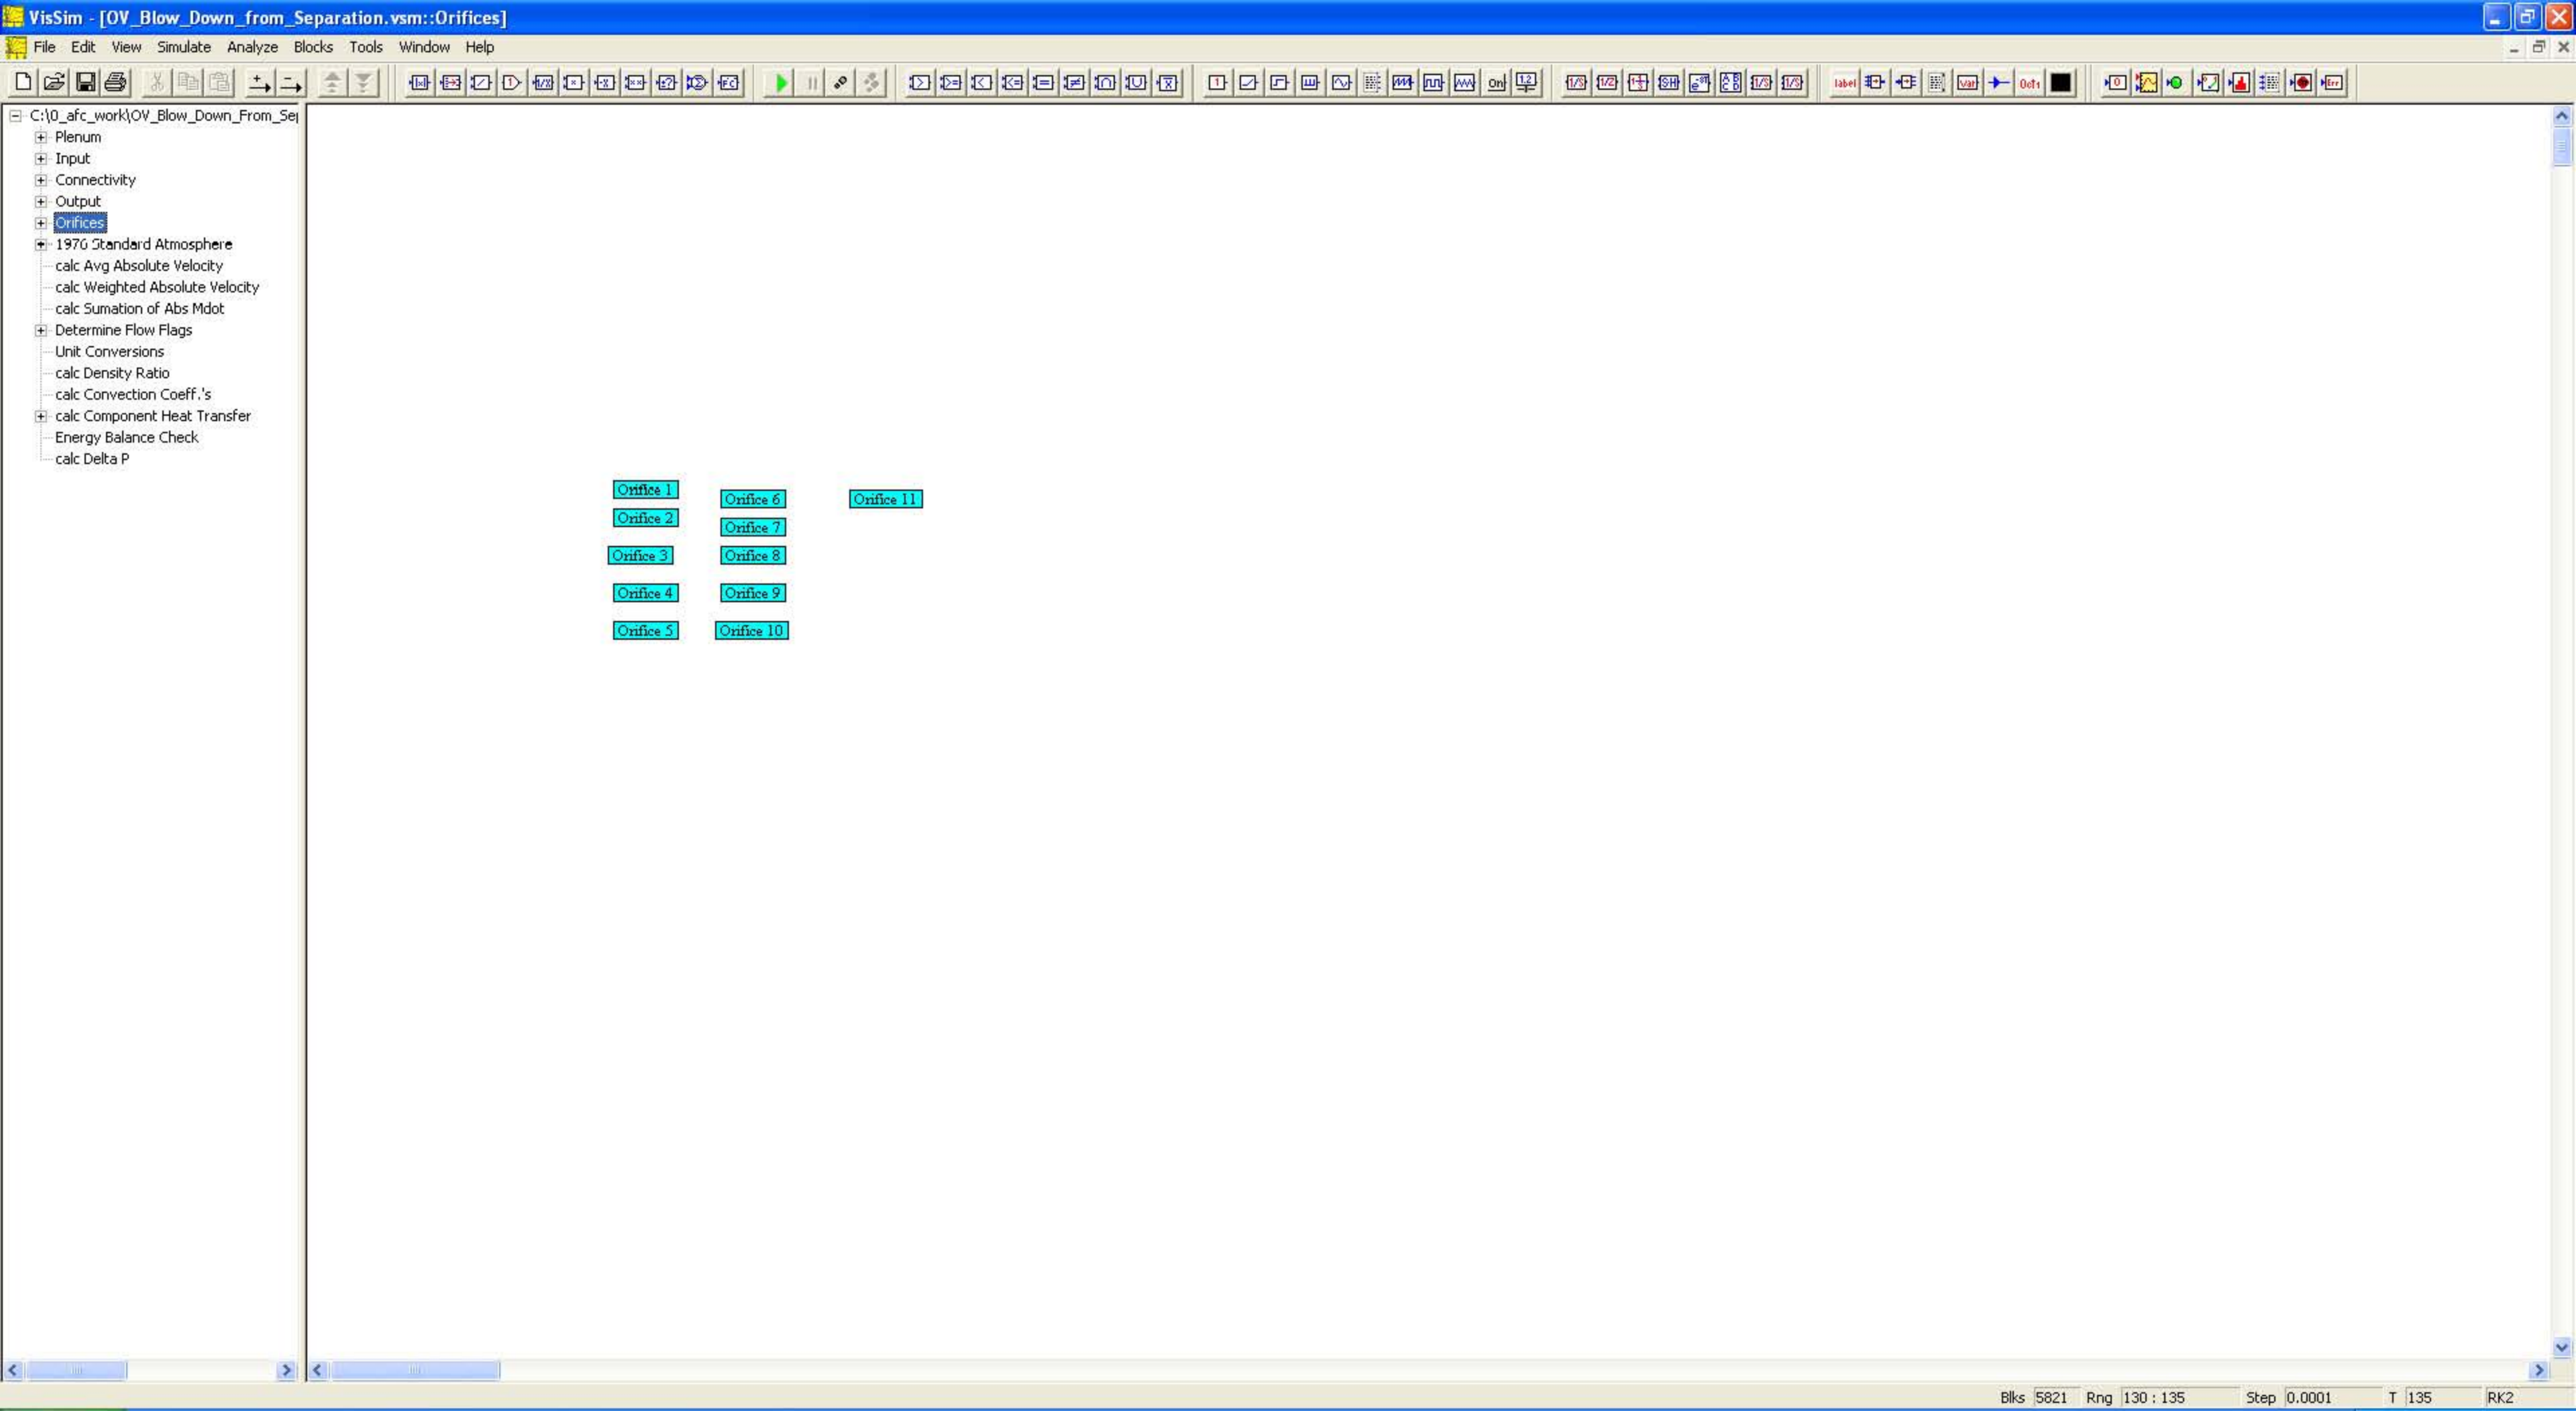 VisSim - [OV_Blow_Down_from_Separation.vsm::Orifices]
File Edit View Simulate Analyze Blocks Tools Window Help
C:\0_afc_work\OV_Blow_Down_From_Sep
Plenum
Input
Connectivity
Output
Orifices
1976 Standard Atmosphere
calc Avg Absolute Velocity
calc Weighted Absolute Velocity
calc Sumation of Abs Mdot
Determine Flow Flags
Unit Conversions
calc Density Ratio
calc Convection Coeff.'s
calc Component Heat Transfer
Energy Balance Check
calc Delta P
Orifice 1
Orifice 2
Orifice 3
Orifice 4
Orifice 5
Orifice 6
Orifice 7
Orifice 8
Orifice 9
Orifice 10
Orifice 11
Blks 5821 Rng 130 : 135 Step 0.0001 T 135 RK2